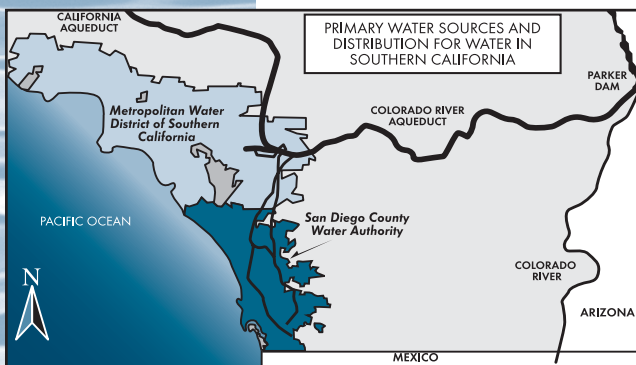 CALIFORNIA
AQUEDUCT
PRIMARY WATER SOURCES AND
DISTRIBUTION FOR WATER IN
SOUTHERN CALIFORNIA
PARKER
DAM
Metropolitan Water
District of Southern
California
COLORADO RIVER
AQUEDUCT
PACIFIC OCEAN
San Diego County
Water Authority
COLORADO
RIVER
N
ARIZONA
MEXICO